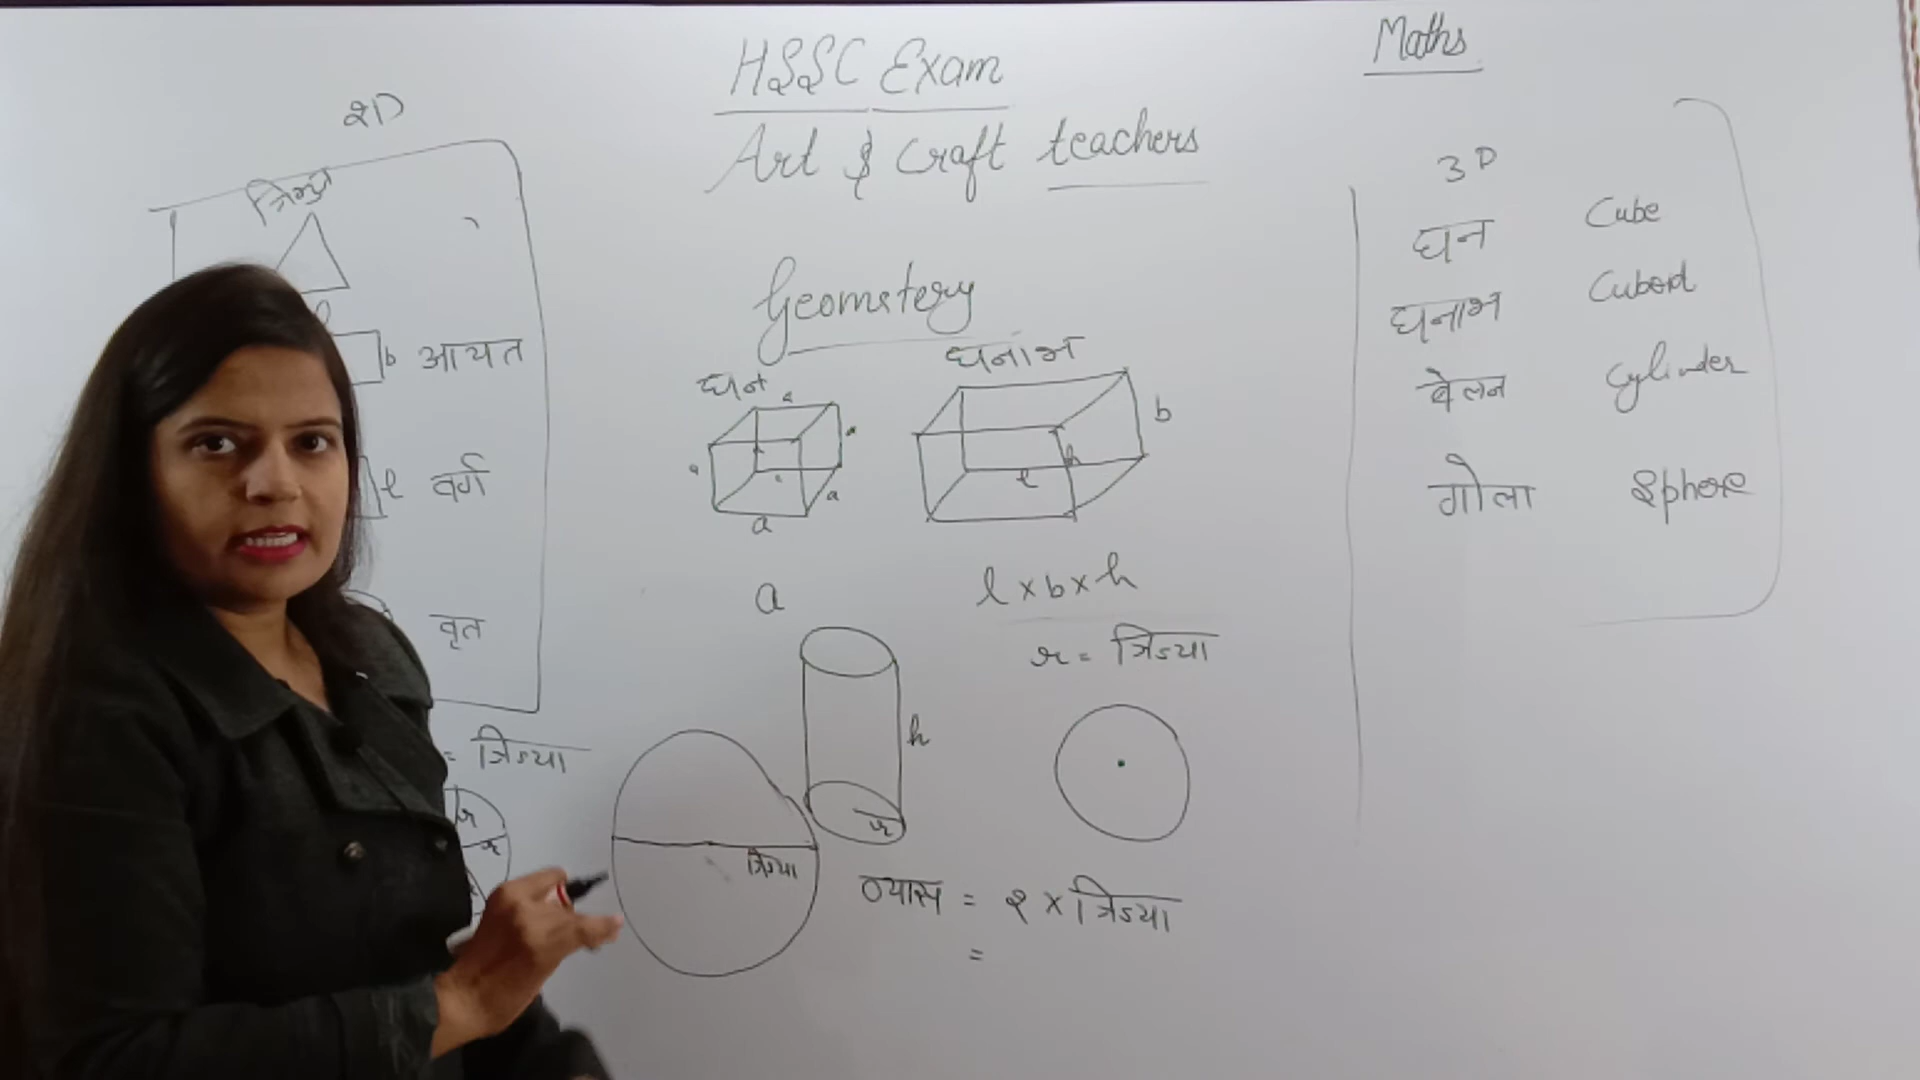 HSSC Exam
Art & Craft teachers
Maths
2D
त्रिभुज
l
b आयत
l वर्ग
वृत
= त्रिज्या
r
r
Geometery
घन
a
a
a
a
घनाभ
b
h
l
a
l × b × h
r = त्रिज्या
h
r
त्रिज्या
व्यास = 2 × त्रिज्या
=
3D
घन Cube
घनाभ Cuboid
बेलन Cylinder
गोला Sphere